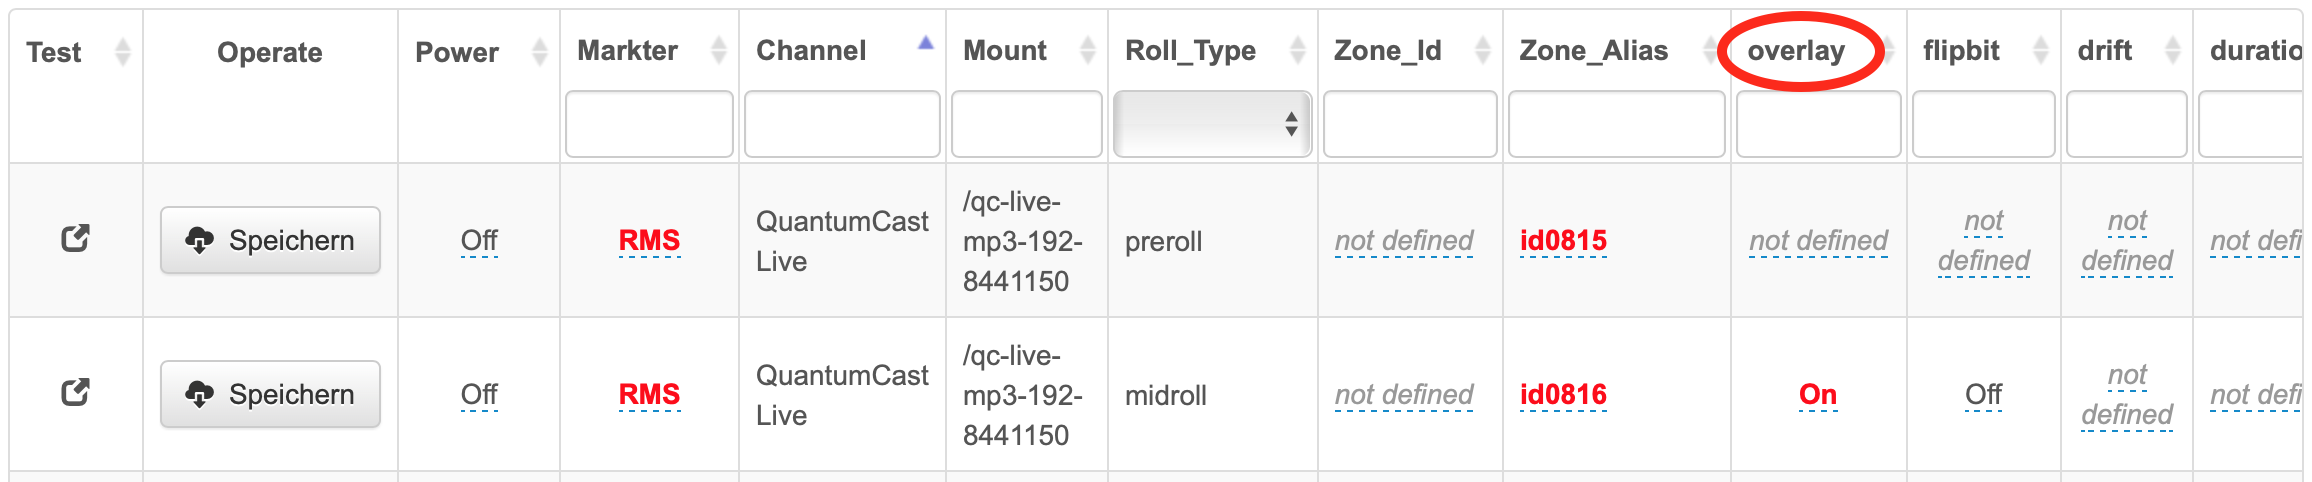 Test Operate Power Markter Channel Mount Roll_Type Zone_Id Zone_Alias overlay flipbit drift duratio
Speichern Off RMS QuantumCast Live /qc-live-mp3-192-8441150 preroll not defined id0815 not defined not defined not defined not defi
Speichern Off RMS QuantumCast Live /qc-live-mp3-192-8441150 midroll not defined id0816 On Off not defined not defi